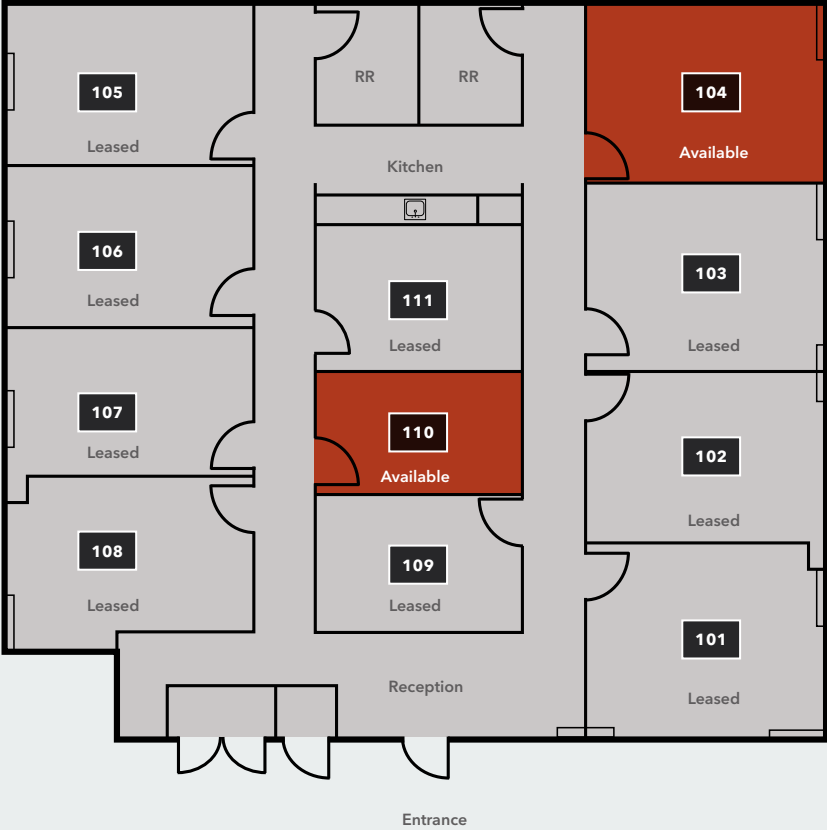 RR
RR
105
Leased
104
Available
Kitchen
106
Leased
111
Leased
103
Leased
107
Leased
110
Available
102
Leased
108
Leased
109
Leased
101
Leased
Reception
Entrance